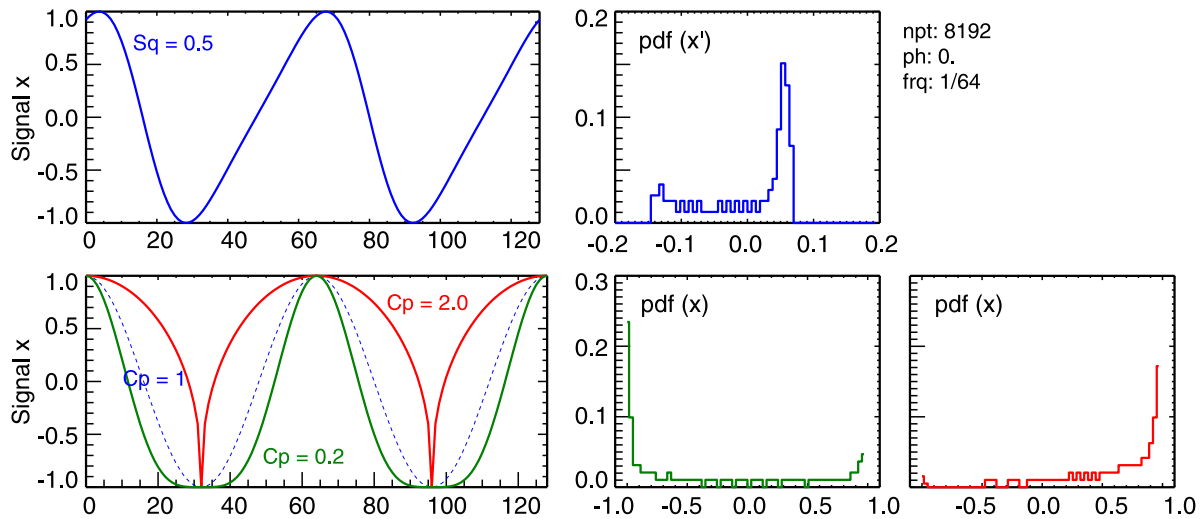 Signal x
1.0
0.5
0.0
-0.5
-1.0
Sq = 0.5
0 20 40 60 80 100 120
0.2
0.1
0.0
pdf (x')
-0.2 -0.1 0.0 0.1 0.2
npt: 8192
ph: 0.
frq: 1/64
Signal x
1.0
0.5
0.0
-0.5
-1.0
Cp = 2.0
Cp = 1
Cp = 0.2
0 20 40 60 80 100 120
0.3
0.2
0.1
0.0
pdf (x)
-1.0 -0.5 0.0 0.5 1.0
pdf (x)
-0.5 0.0 0.5 1.0